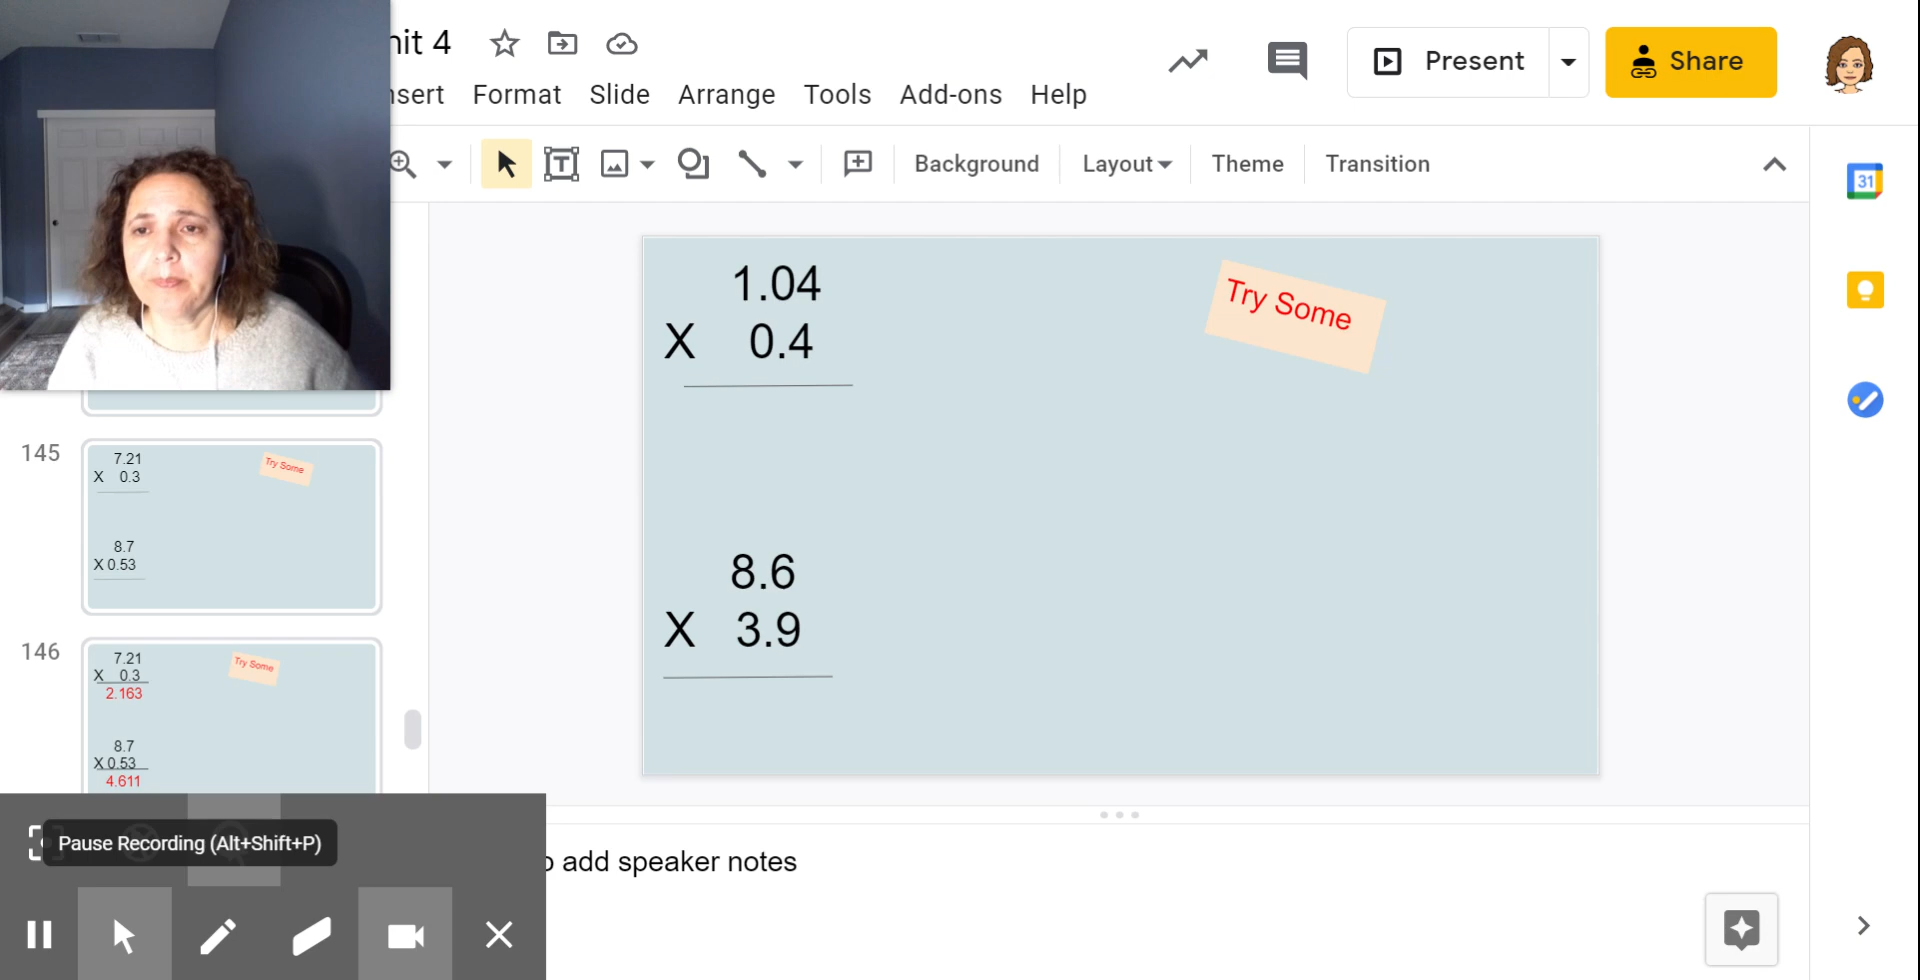 nit 4
nsert Format Slide Arrange Tools Add-ons Help
Present
Share
Background Layout Theme Transition
31
1.04
X 0.4
Try Some
8.6
X 3.9
145
7.21
X 0.3
Try Some
8.7
X 0.53
146
7.21
X 0.3
2.163
Try Some
8.7
X 0.53
4.611
Pause Recording (Alt+Shift+P)
o add speaker notes